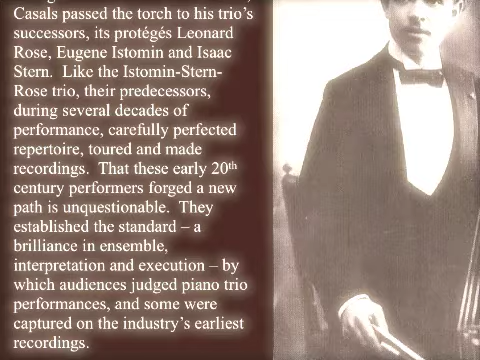 Casals passed the torch to his trio's
successors, its protégés Leonard
Rose, Eugene Istomin and Isaac
Stern.  Like the Istomin-Stern-
Rose trio, their predecessors,
during several decades of
performance, carefully perfected
repertoire, toured and made
recordings.  That these early 20th
century performers forged a new
path is unquestionable.  They
established the standard – a
brilliance in ensemble,
interpretation and execution – by
which audiences judged piano trio
performances, and some were
captured on the industry's earliest
recordings.